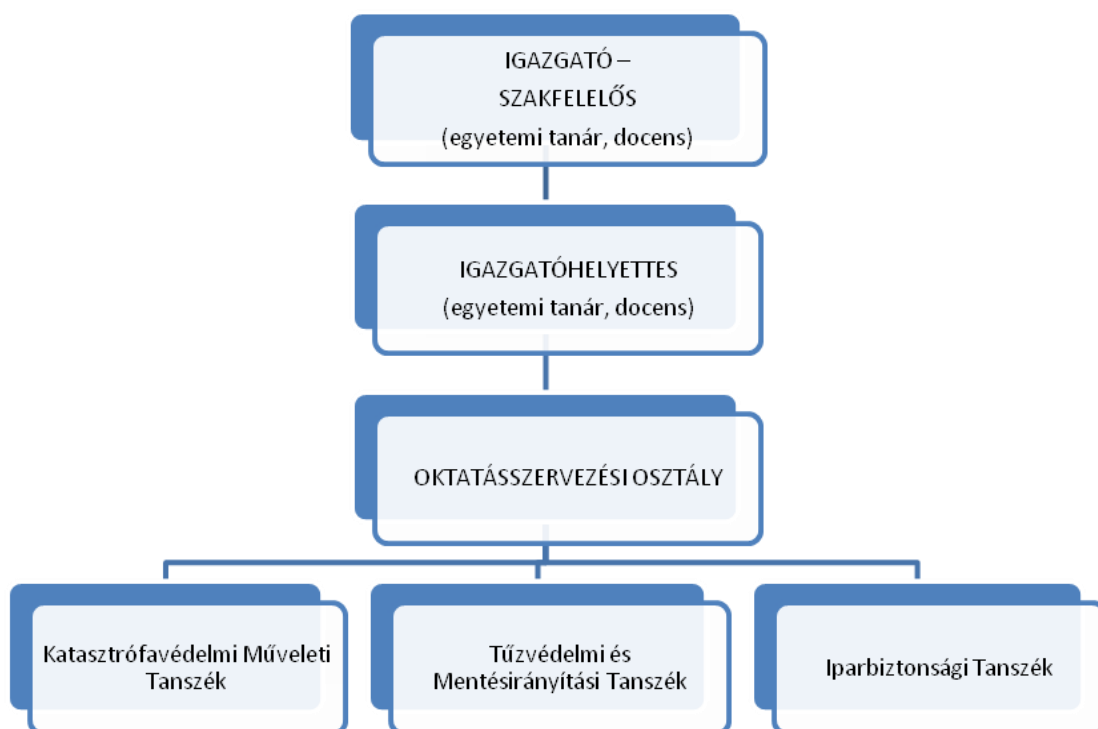 IGAZGATÓ –
SZAKFELELŐS
(egyetemi tanár, docens)
IGAZGATÓHELYETTES
(egyetemi tanár, docens)
OKTATÁSSZERVEZÉSI OSZTÁLY
Katasztrófavédelmi Műveleti
Tanszék
Tűzvédelmi és
Mentésirányítási Tanszék
Iparbiztonsági Tanszék